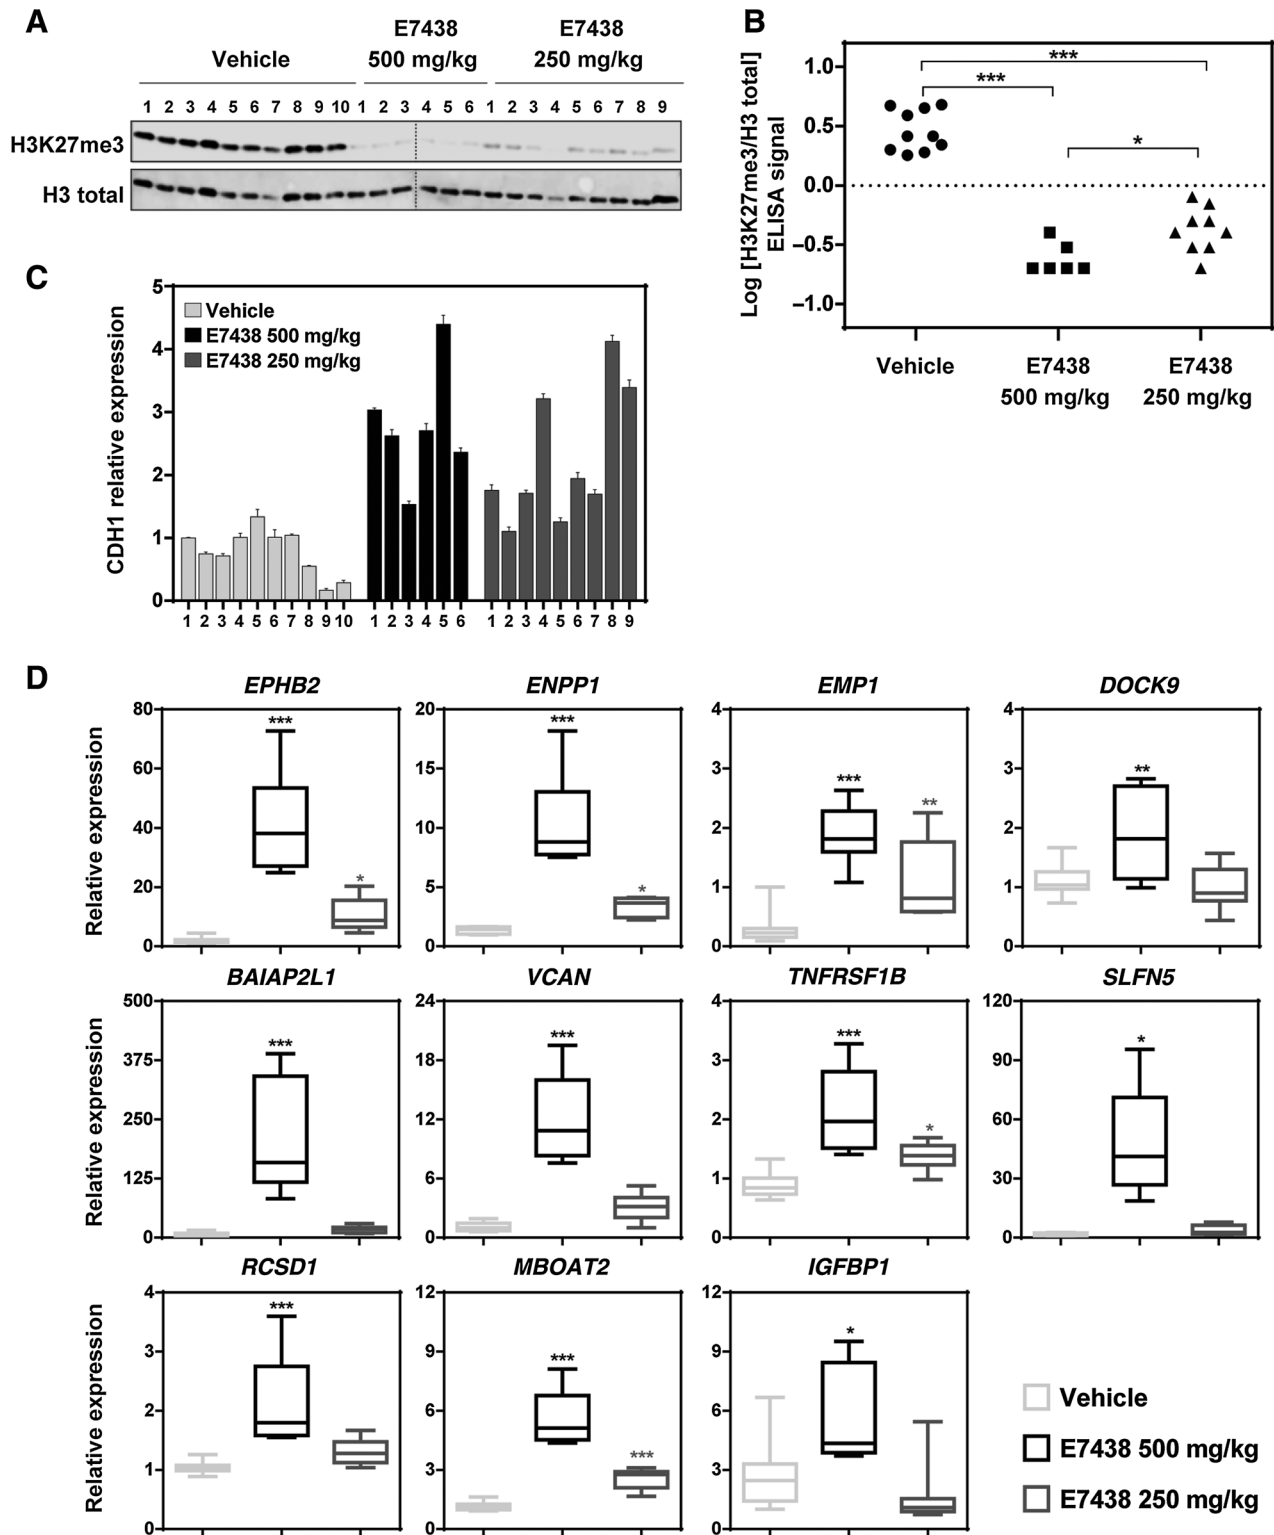 A
Vehicle
E7438
500 mg/kg
E7438
250 mg/kg
1 2 3 4 5 6 7 8 9 10 1 2 3 4 5 6 1 2 3 4 5 6 7 8 9
H3K27me3
H3 total
B
Log [H3K27me3/H3 total]
ELISA signal
1.0
0.5
0.0
–0.5
–1.0
***
***
*
Vehicle
E7438
500 mg/kg
E7438
250 mg/kg
C
CDH1 relative expression
5
4
3
2
1
0
Vehicle
E7438 500 mg/kg
E7438 250 mg/kg
1 2 3 4 5 6 7 8 9 10 1 2 3 4 5 6 1 2 3 4 5 6 7 8 9
D
EPHB2
Relative expression
80
60
40
20
0
***
*
ENPP1
20
15
10
5
0
***
*
EMP1
4
3
2
1
0
***
**
DOCK9
4
3
2
1
0
**
BAIAP2L1
Relative expression
500
375
250
125
0
***
VCAN
24
18
12
6
0
***
TNFRSF1B
4
3
2
1
0
***
*
SLFN5
120
90
60
30
0
*
RCSD1
Relative expression
4
3
2
1
0
***
MBOAT2
12
9
6
3
0
***
***
IGFBP1
12
9
6
3
0
*
Vehicle
E7438 500 mg/kg
E7438 250 mg/kg